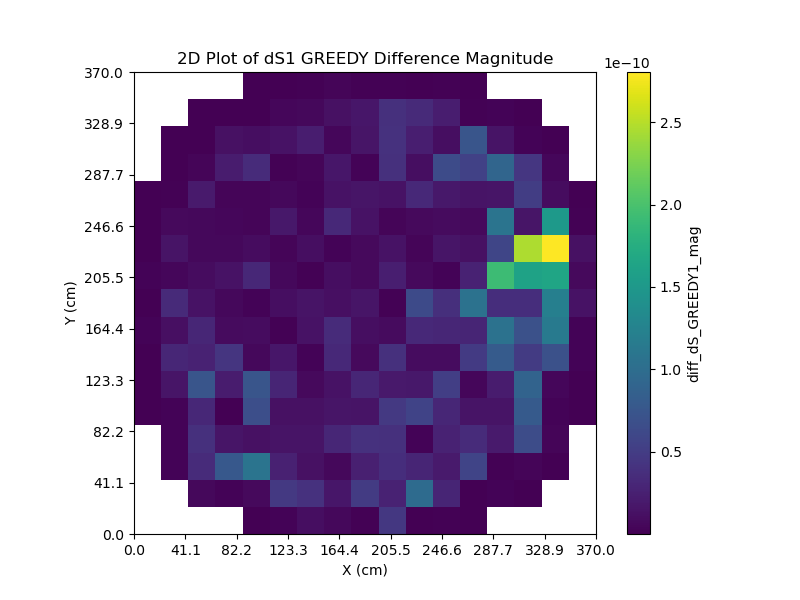 2D Plot of dS1 GREEDY Difference Magnitude
1e−10
370.0
328.9
287.7
246.6
205.5
164.4
123.3
82.2
41.1
0.0
Y (cm)
0.0 41.1 82.2 123.3 164.4 205.5 246.6 287.7 328.9 370.0
X (cm)
2.5
2.0
1.5
1.0
0.5
diff_dS_GREEDY1_mag